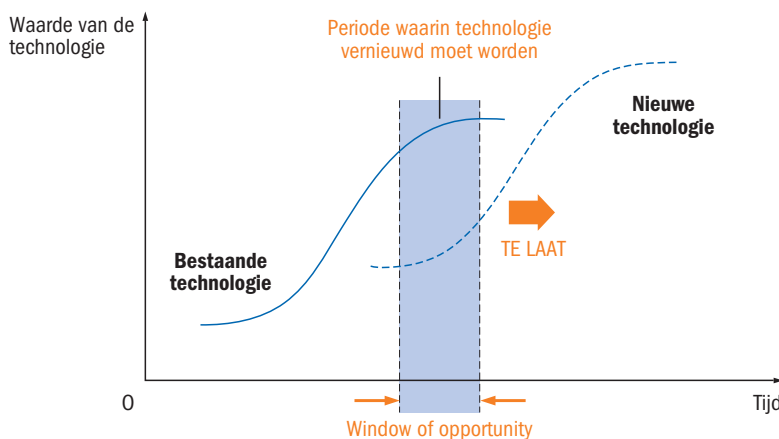 Waarde van de
technologie
Periode waarin technologie
vernieuwd moet worden
Nieuwe
technologie
TE LAAT
Bestaande
technologie
0
Tijd
Window of opportunity